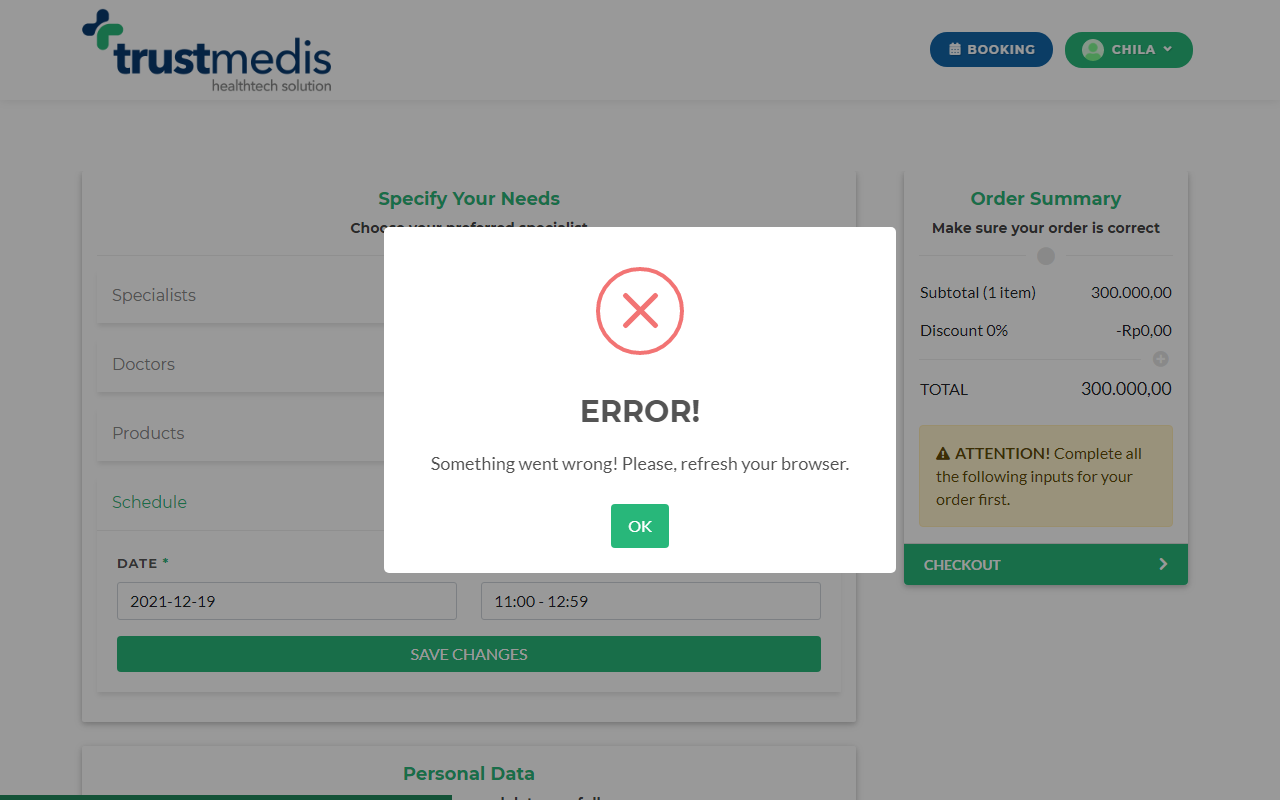 trustmedis
healthtech solution
BOOKING
CHILA
Specify Your Needs
Specialists
Doctors
Products
Schedule
DATE *
2021-12-19
11:00 - 12:59
SAVE CHANGES
Personal Data
ERROR!
Something went wrong! Please, refresh your browser.
OK
Order Summary
Make sure your order is correct
Subtotal (1 item) 300.000,00
Discount 0% -Rp0,00
TOTAL 300.000,00
ATTENTION! Complete all
the following inputs for your
order first.
CHECKOUT